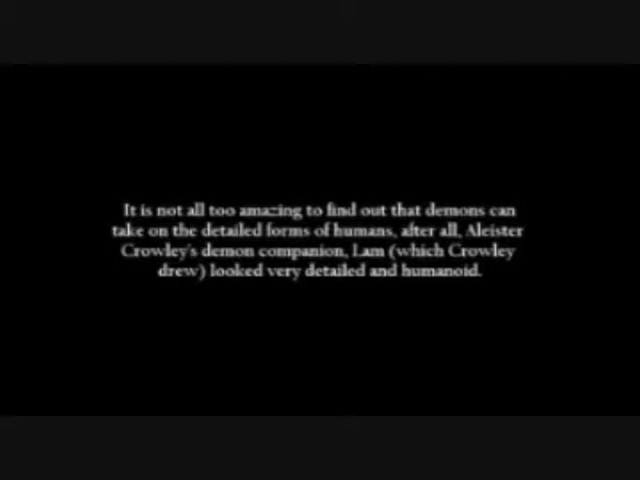 It is not all too amazing to find out that demons can
take on the detailed forms of humans, after all, Aleister
Crowley's demon companion, Lam (which Crowley
drew) looked very detailed and humanoid.